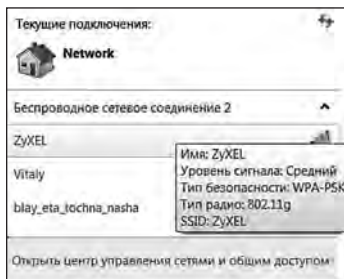 Текущие подключения:
Network
Беспроводное сетевое соединение 2
ZyXEL
Имя: ZyXEL
Уровень сигнала: Средний
Тип безопасности: WPA-PSK
Тип радио: 802.11g
SSID: ZyXEL
Vitaly
blay_eta_tochna_nasha
Открыть центр управления сетями и общим доступом